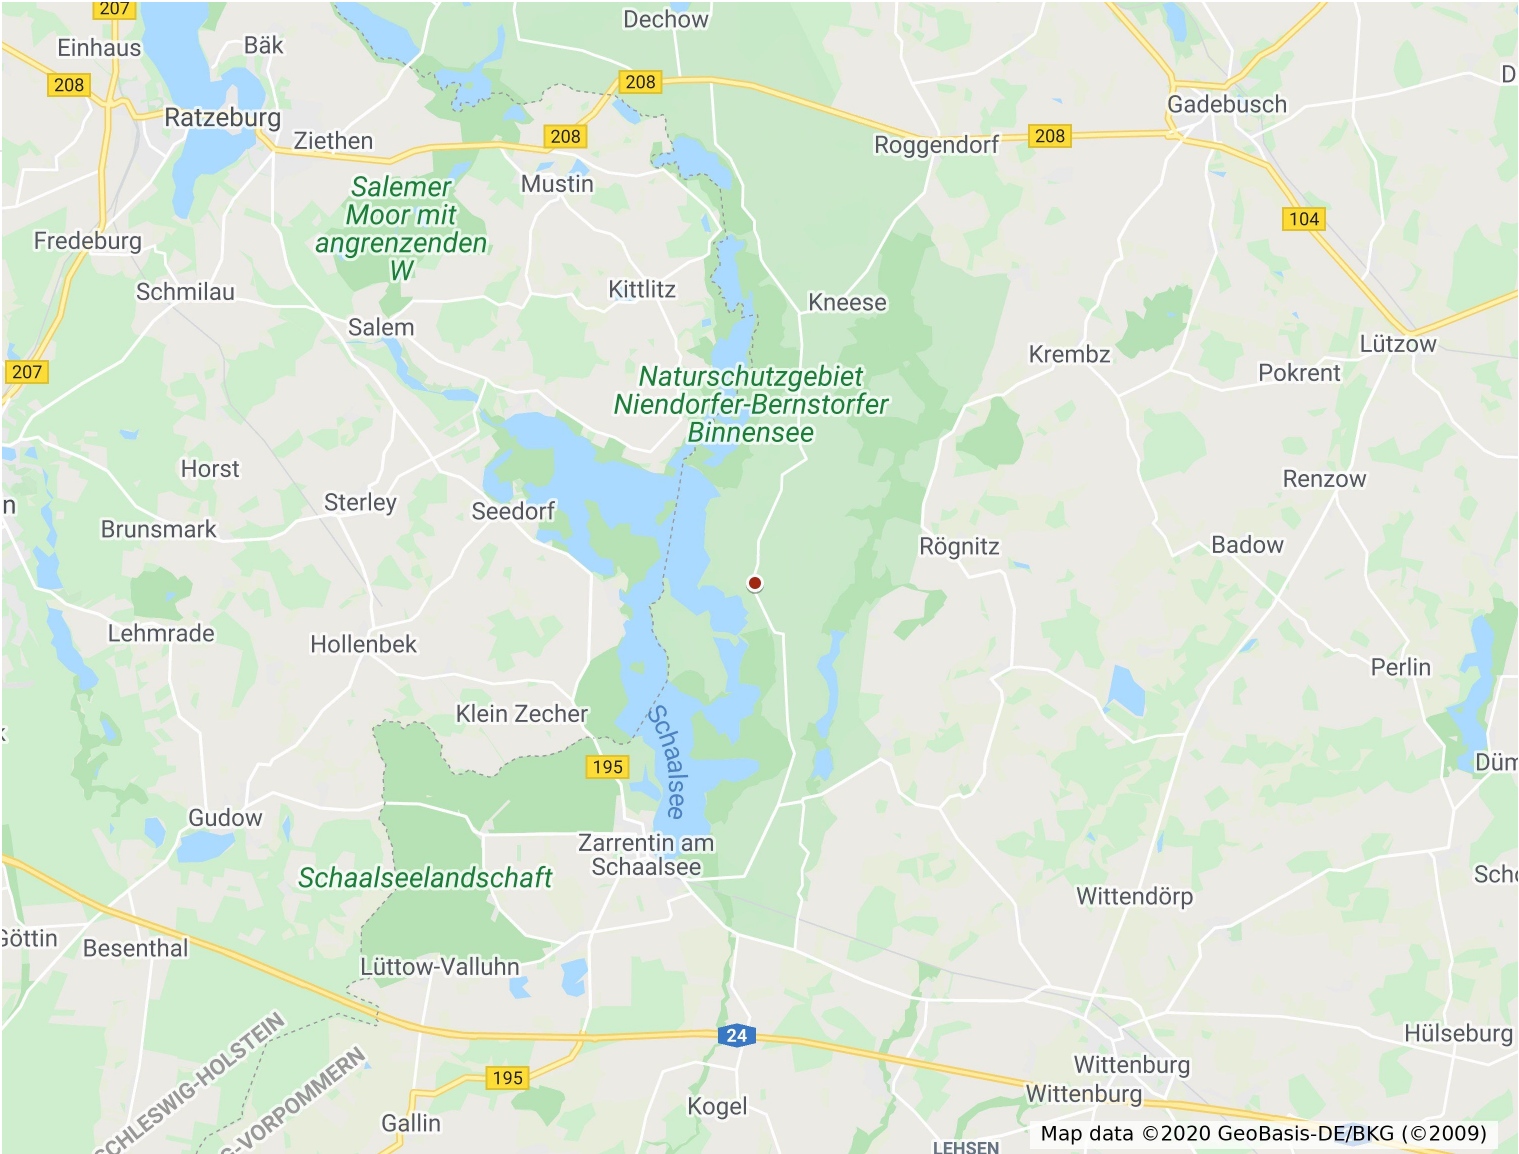 207
Dechow
Einhaus
Bäk
208
208
Ratzeburg
Gadebusch
Ziethen
208
Roggendorf
208
Salemer
Moor mit
angrenzenden
W
Mustin
104
Fredeburg
Schmilau
Kittlitz
Kneese
Salem
Lützow
Krembz
207
Pokrent
Naturschutzgebiet
Niendorfer-Bernstorfer
Binnensee
Horst
Renzow
Sterley
Seedorf
n
Brunsmark
Rögnitz
Badow
Lehmrade
Hollenbek
Perlin
Klein Zecher
Schaalsee
195
Düm
Gudow
Zarrentin am
Schaalsee
Schaalseelandschaft
Scho
Wittendörp
Göttin
Besenthal
Lüttow-Valluhn
24
SCHLESWIG-HOLSTEIN
G-VORPOMMERN
Hülseburg
Wittenburg
195
Wittenburg
Kogel
Gallin
LEHSEN
Map data ©2020 GeoBasis-DE/BKG (©2009)